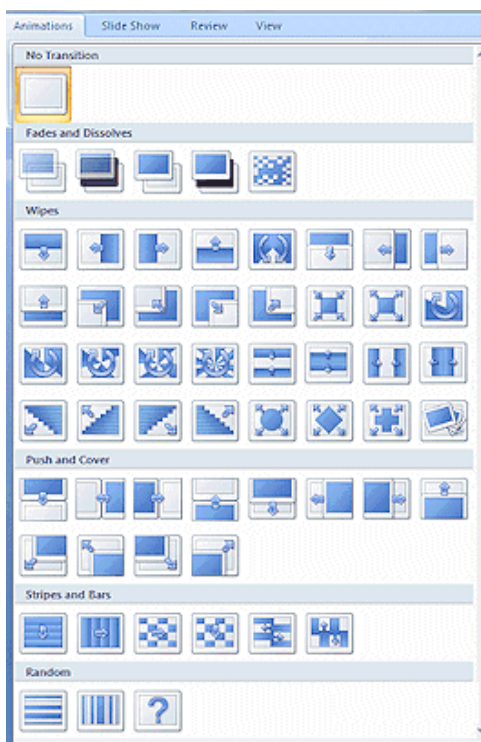 Animations Slide Show Review View
No Transition
Fades and Dissolves
Wipes
Push and Cover
Stripes and Bars
Random
?